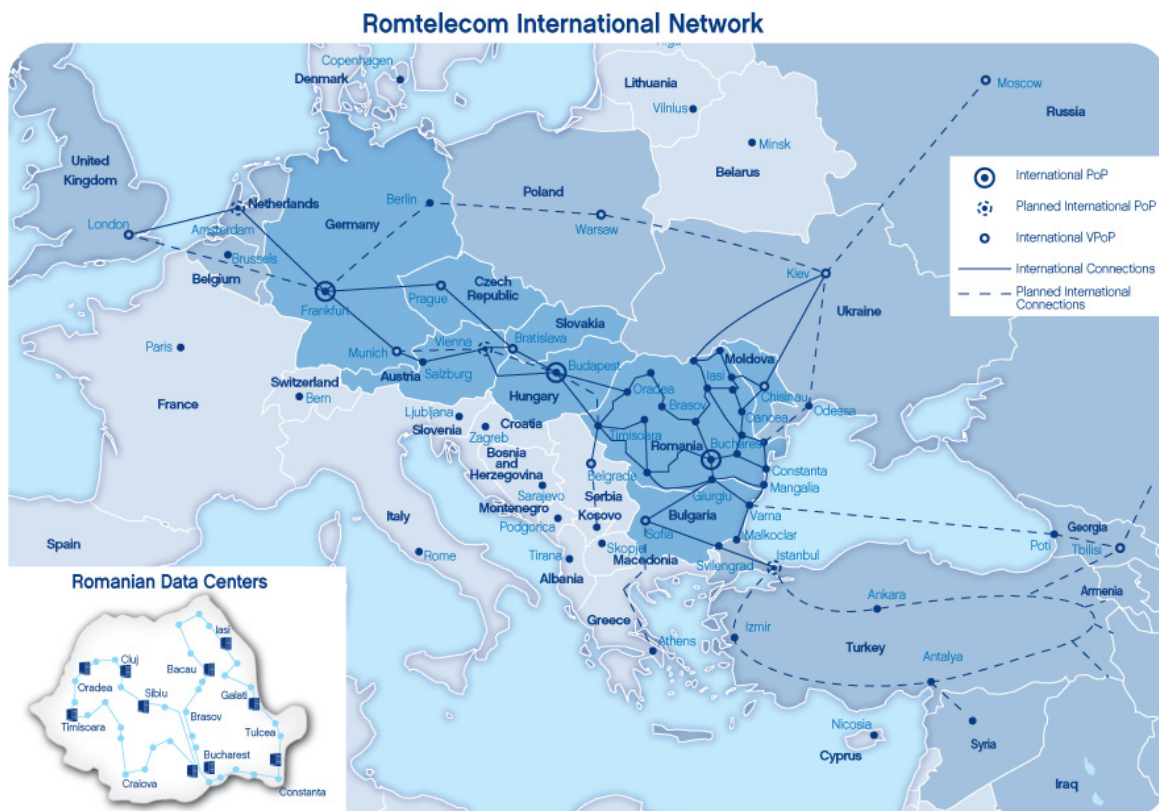 Romtelecom International Network
Riga
Copenhagen
Denmark
Lithuania
Vilnius
Moscow
Russia
Minsk
Belarus
United
Kingdom
London
Netherlands
Amsterdam
Berlin
Germany
Poland
Warsaw
Brussels
Belgium
Frankfurt
Prague
Czech
Republic
Kiev
Ukraine
International PoP
Planned International PoP
International VPoP
International Connections
Planned International
Connections
Paris
France
Munich
Vienna
Bratislava
Slovakia
Budapest
Salzburg
Austria
Switzerland
Bern
Hungary
Oradea
Iasi
Moldova
Chisinau
Brasov
Oancea
Odessa
Ljubljana
Slovenia
Croatia
Zagreb
Timisoara
Romania
Buchares
Bosnia
and
Herzegovina
Belgrade
Constanta
Mangalia
Sarajevo
Serbia
Giurgiu
Montenegro
Kosovo
Bulgaria
Varna
Podgorica
Sofia
Malkoclar
Italy
Rome
Tirana
Skopje
Macedonia
Svilengrad
Istanbul
Albania
Georgia
Poti
Tbilisi
Armenia
Spain
Greece
Athens
Izmir
Ankara
Turkey
Antalya
Nicosia
Cyprus
Syria
Iraq
Romanian Data Centers
Iasi
Cluj
Bacau
Oradea
Sibiu
Galati
Timisoara
Brasov
Tulcea
Bucharest
Craiova
Constanta